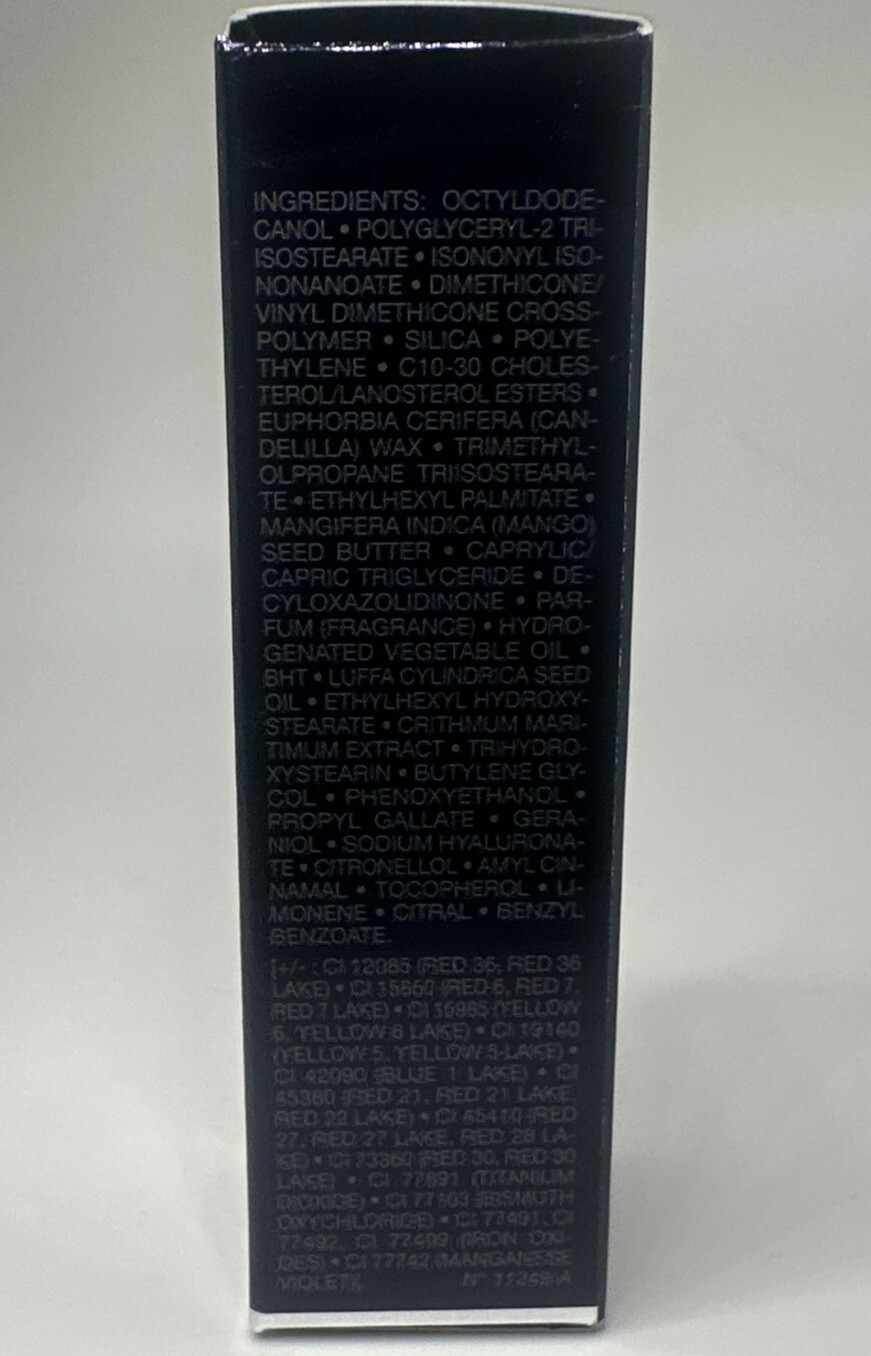 INGREDIENTS: OCTYLDODE-
CANOL • POLYGLYCERYL-2 TRI-
ISOSTEARATE • ISONONYL ISO-
NONANOATE • DIMETHICONE/
VINYL DIMETHICONE CROSS-
POLYMER • SILICA • POLYE-
THYLENE • C10-30 CHOLES-
TEROL/LANOSTEROL ESTERS •
EUPHORBIA CERIFERA (CAN-
DELILLA) WAX • TRIMETHYL-
OLPROPANE TRIISOSTEARA-
TE • ETHYLHEXYL PALMITATE •
MANGIFERA INDICA (MANGO)
SEED BUTTER • CAPRYLIC/
CAPRIC TRIGLYCERIDE • DE-
CYLOXAZOLIDINONE • PAR-
FUM (FRAGRANCE) • HYDRO-
GENATED VEGETABLE OIL •
BHT • LUFFA CYLINDRICA SEED
OIL • ETHYLHEXYL HYDROXY-
STEARATE • CRITHMUM MARI-
TIMUM EXTRACT • TRIHYDRO-
XYSTEARIN • BUTYLENE GLY-
COL • PHENOXYETHANOL •
PROPYL GALLATE • GERA-
NIOL • SODIUM HYALURONA-
TE • CITRONELLOL • AMYL CIN-
NAMAL • TOCOPHEROL • LI-
MONENE • CITRAL • BENZYL
BENZOATE.
[+/- : CI 12085 (RED 36, RED 36
LAKE) • CI 15850 (RED 6, RED 7,
RED 7 LAKE) • CI 15985 (YELLOW
6, YELLOW 6 LAKE) • CI 19140
(YELLOW 5, YELLOW 5 LAKE) •
CI 42090 (BLUE 1 LAKE) • CI
45380 (RED 21, RED 21 LAKE,
RED 22 LAKE) • CI 45410 (RED
27, RED 27 LAKE, RED 28 LA-
KE) • CI 73360 (RED 30, RED 30
LAKE) • CI 77891 (TITANIUM
DIOXIDE) • CI 77163 (BISMUTH
OXYCHLORIDE) • CI 77491, CI
77492, CI 77499 (IRON OXI-
DES) • CI 77742 (MANGANESE
VIOLET)]. N°